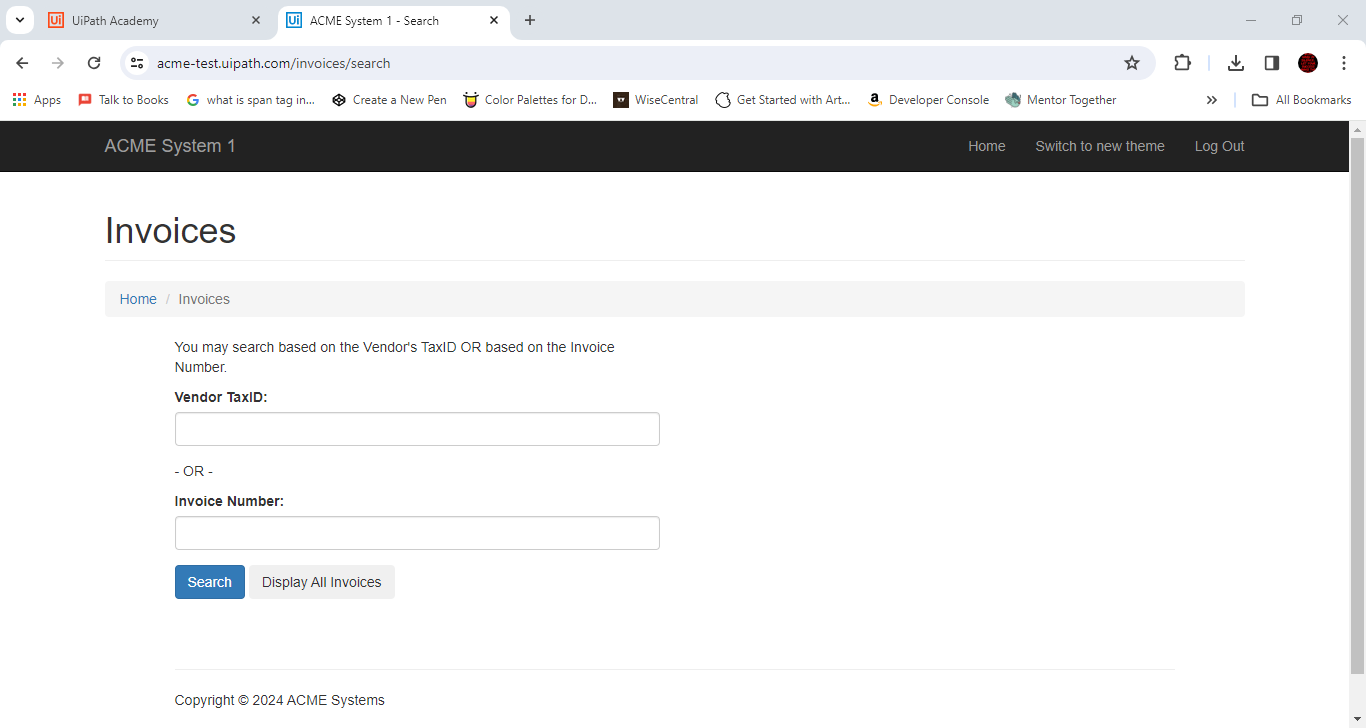 UiPath Academy
ACME System 1 - Search
acme-test.uipath.com/invoices/search
Apps
Talk to Books
what is span tag in...
Create a New Pen
Color Palettes for D...
WiseCentral
Get Started with Art...
Developer Console
Mentor Together
All Bookmarks
ACME System 1
Home
Switch to new theme
Log Out
Invoices
Home / Invoices
You may search based on the Vendor's TaxID OR based on the Invoice
Number.
Vendor TaxID:
- OR -
Invoice Number:
Search
Display All Invoices
Copyright © 2024 ACME Systems